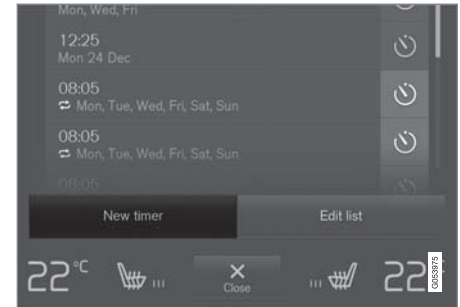 Mon, Wed, Fri
12:25
Mon 24 Dec
08:05
Mon, Tue, Wed, Fri, Sat, Sun
08:05
Mon, Tue, Wed, Fri, Sat, Sun
08:05
New timer Edit list
22°C Close 22
G053975